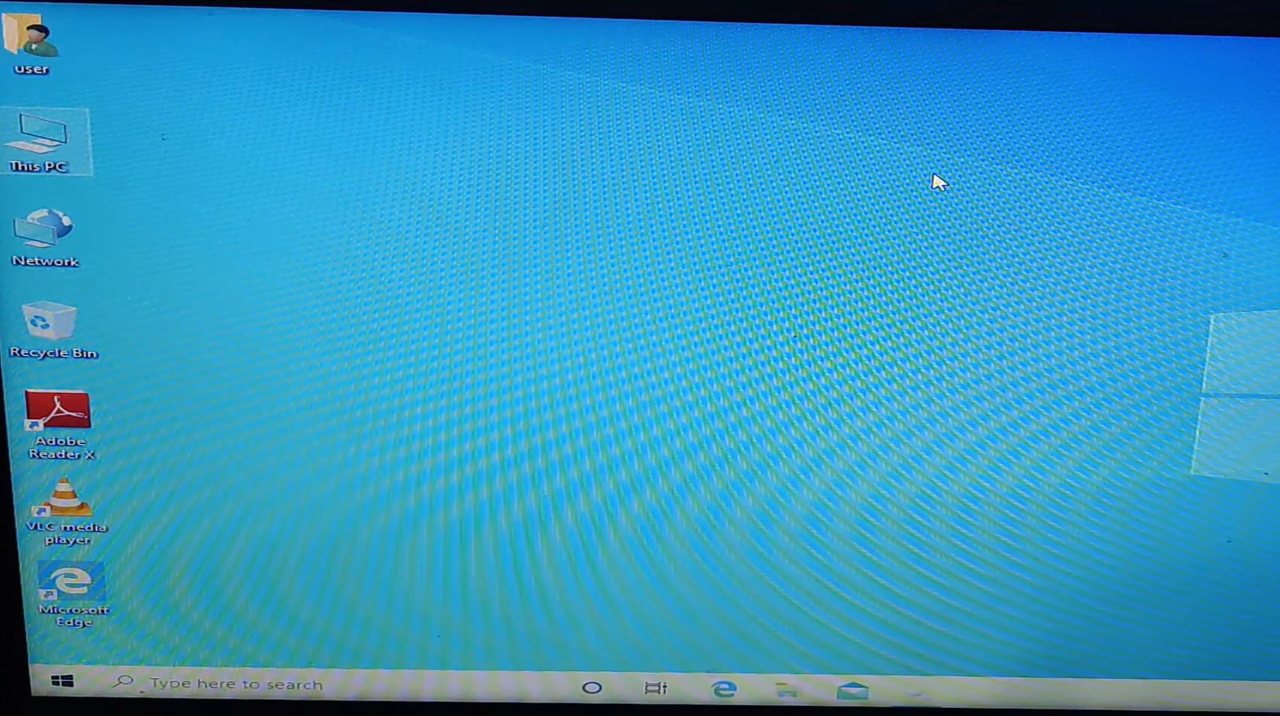 user
This PC
Network
Recycle Bin
Adobe
Reader X
VLC media
player
Microsoft
Edge
Type here to search